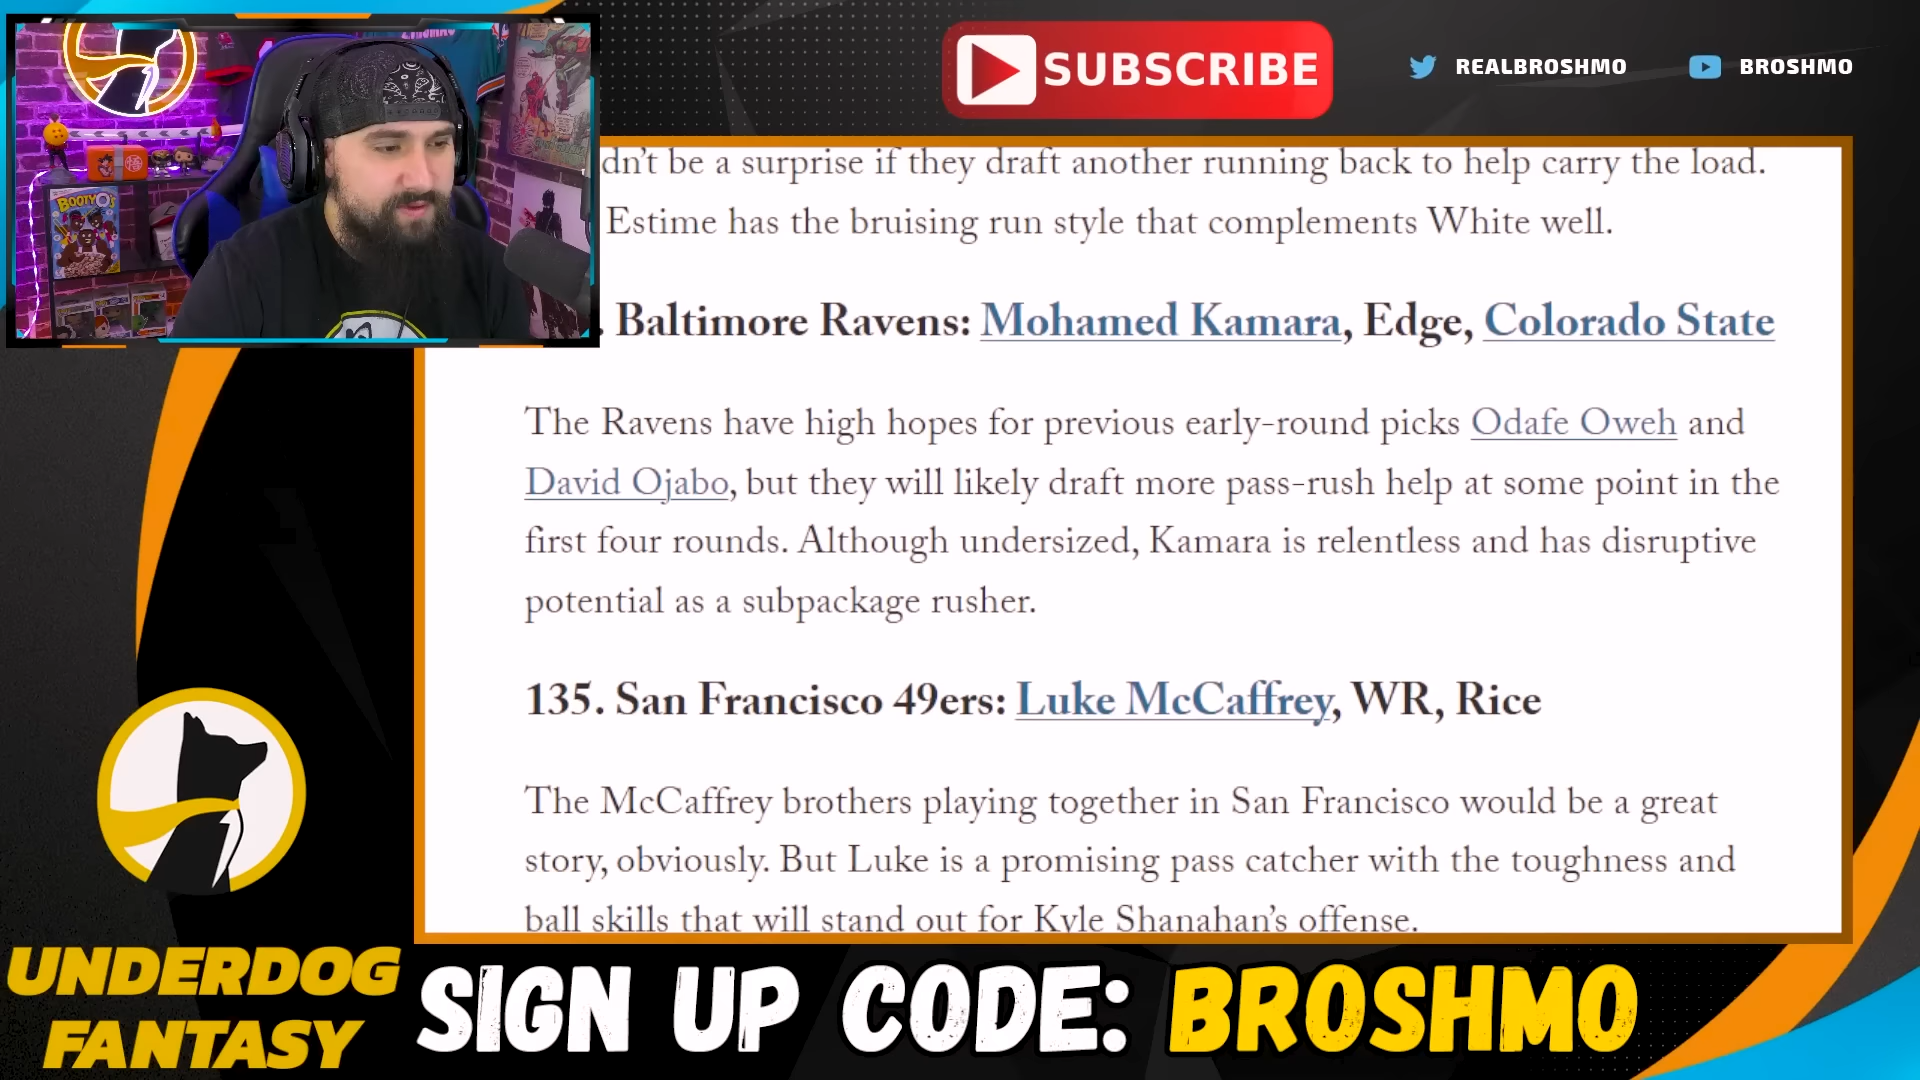 BOOTY O's
SUBSCRIBE
REALBROSHMO
BROSHMO
dn't be a surprise if they draft another running back to help carry the load.
Estime has the bruising run style that complements White well.
. Baltimore Ravens: Mohamed Kamara, Edge, Colorado State
The Ravens have high hopes for previous early-round picks Odafe Oweh and
David Ojabo, but they will likely draft more pass-rush help at some point in the
first four rounds. Although undersized, Kamara is relentless and has disruptive
potential as a subpackage rusher.
135. San Francisco 49ers: Luke McCaffrey, WR, Rice
The McCaffrey brothers playing together in San Francisco would be a great
story, obviously. But Luke is a promising pass catcher with the toughness and
ball skills that will stand out for Kyle Shanahan's offense.
UNDERDOG
FANTASY
SIGN UP CODE: BROSHMO